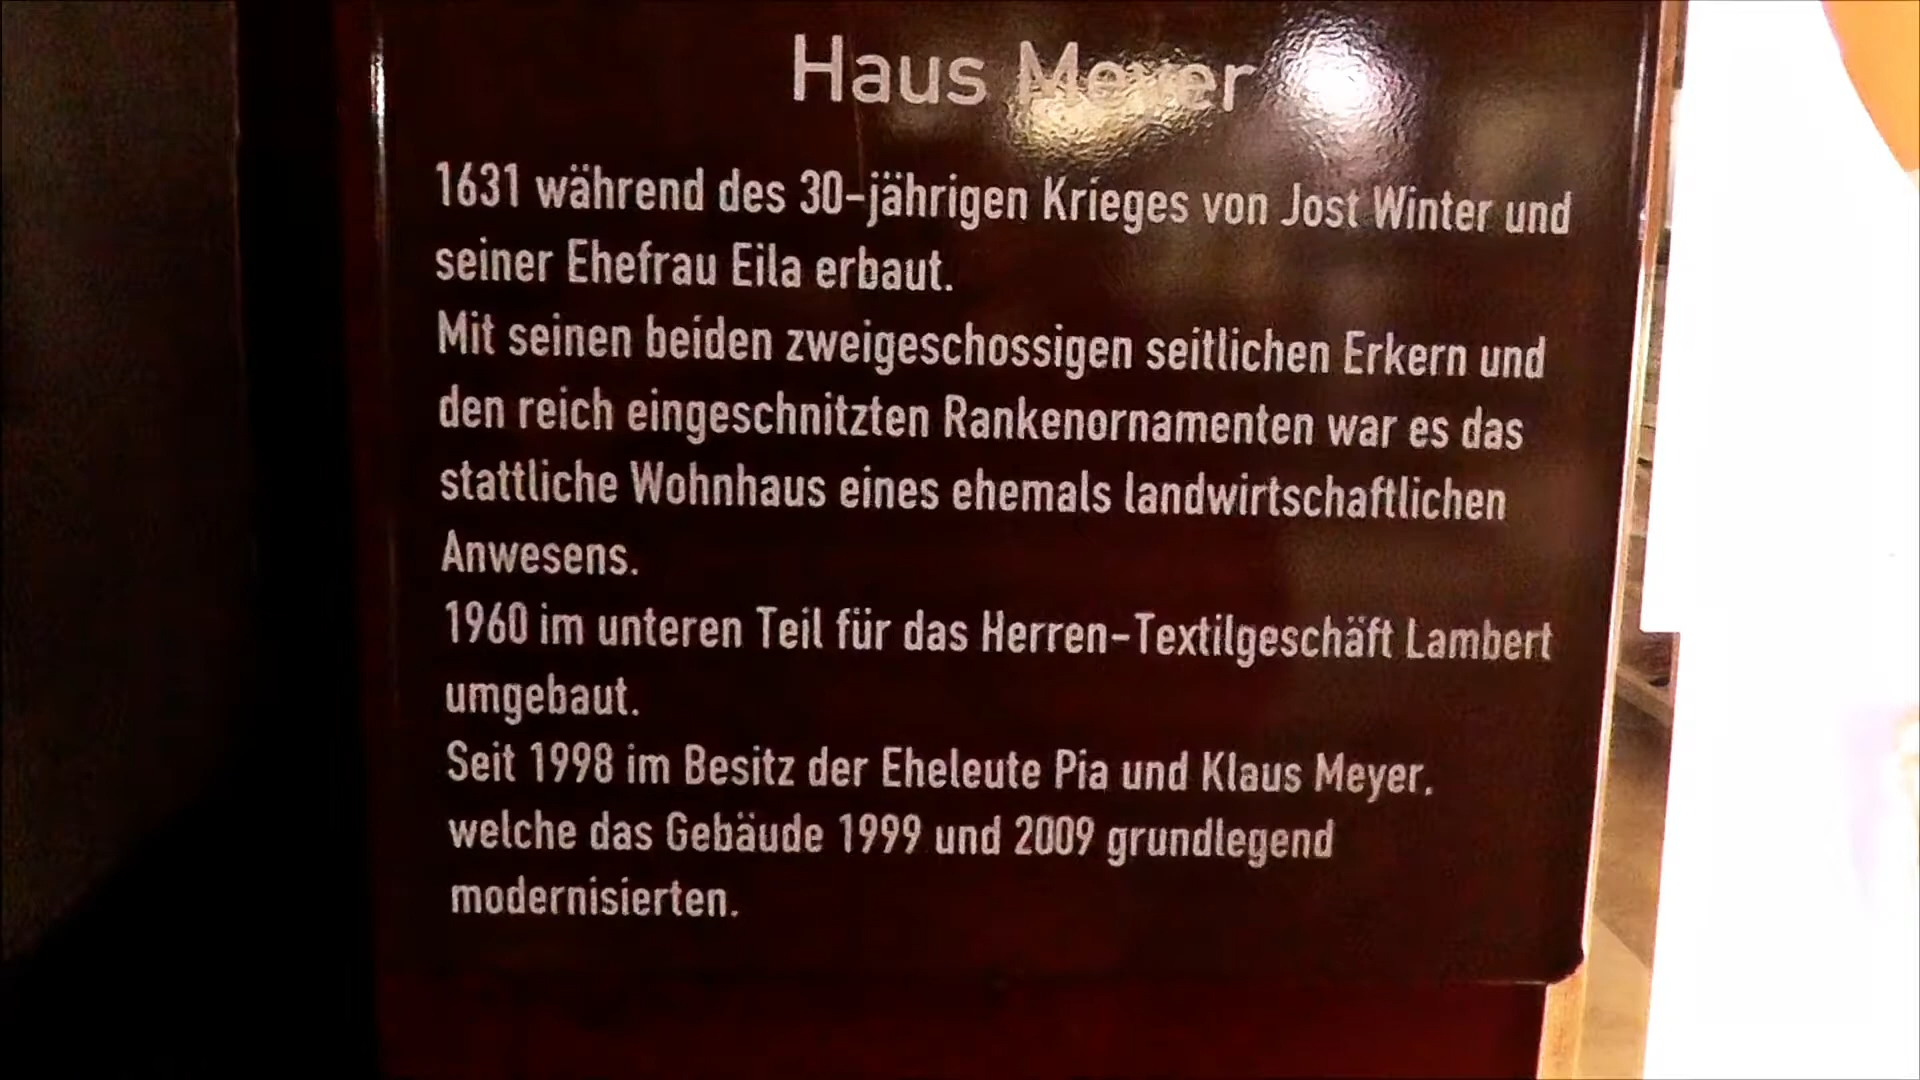 Haus Meyer
1631 während des 30-jährigen Krieges von Jost Winter und
seiner Ehefrau Eila erbaut.
Mit seinen beiden zweigeschossigen seitlichen Erkern und
den reich eingeschnitzten Rankenornamenten war es das
stattliche Wohnhaus eines ehemals landwirtschaftlichen
Anwesens.
1960 im unteren Teil für das Herren-Textilgeschäft Lambert
umgebaut.
Seit 1998 im Besitz der Eheleute Pia und Klaus Meyer,
welche das Gebäude 1999 und 2009 grundlegend
modernisierten.